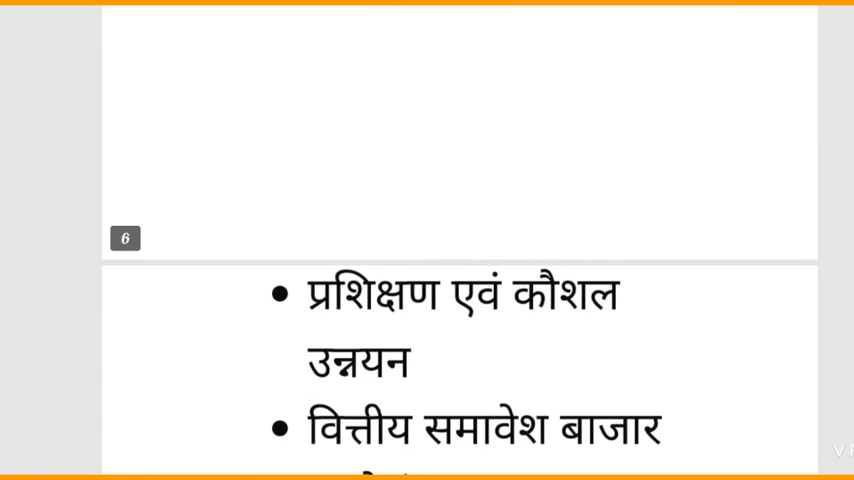 6
• प्रशिक्षण एवं कौशल
उन्नयन
• वित्तीय समावेश बाजार